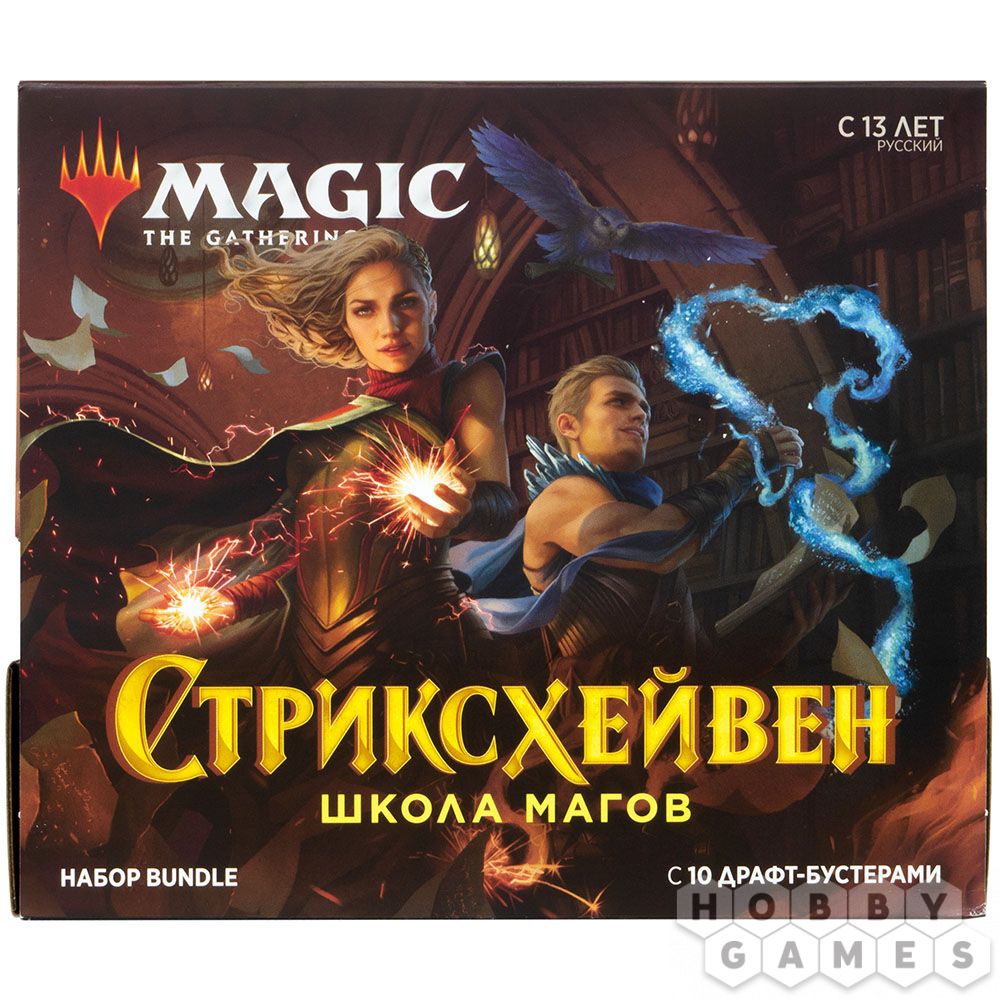 MAGIC
THE GATHERING
С 13 ЛЕТ
РУССКИЙ
СТРИКСХЕЙВЕН
ШКОЛА МАГОВ
НАБОР BUNDLE
С 10 ДРАФТ-БУСТЕРАМИ
HOBBY
GAMES